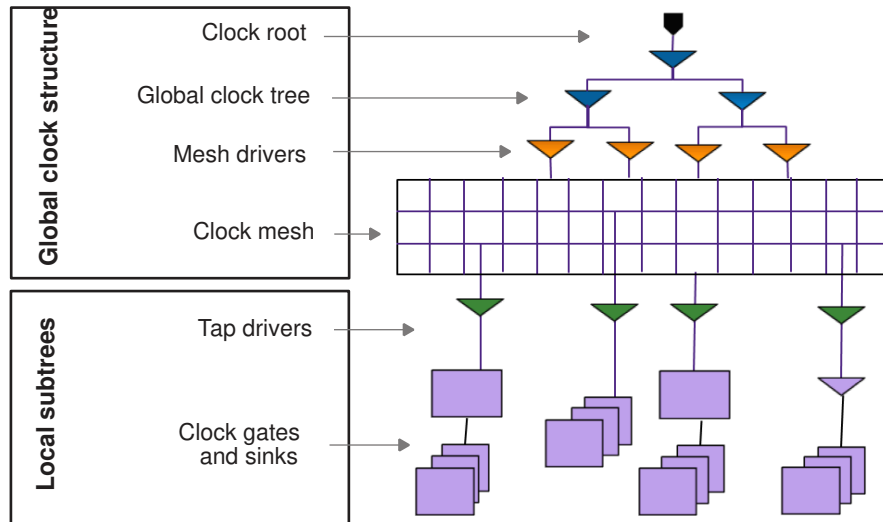 Global clock structure
Clock root
Global clock tree
Mesh drivers
Clock mesh
Local subtrees
Tap drivers
Clock gates
and sinks